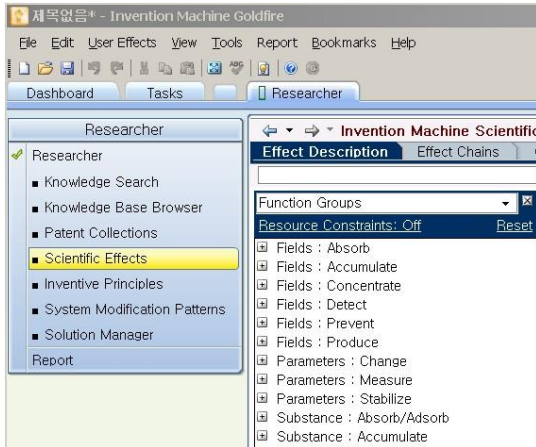 제목없음* - Invention Machine Goldfire
File Edit User Effects View Tools Report Bookmarks Help
Dashboard Tasks Researcher
Researcher
Researcher
Knowledge Search
Knowledge Base Browser
Patent Collections
Scientific Effects
Inventive Principles
System Modification Patterns
Solution Manager
Report
Invention Machine Scientific
Effect Description Effect Chains
Function Groups
Resource Constraints: Off Reset
Fields : Absorb
Fields : Accumulate
Fields : Concentrate
Fields : Detect
Fields : Prevent
Fields : Produce
Parameters : Change
Parameters : Measure
Parameters : Stabilize
Substance : Absorb/Adsorb
Substance : Accumulate